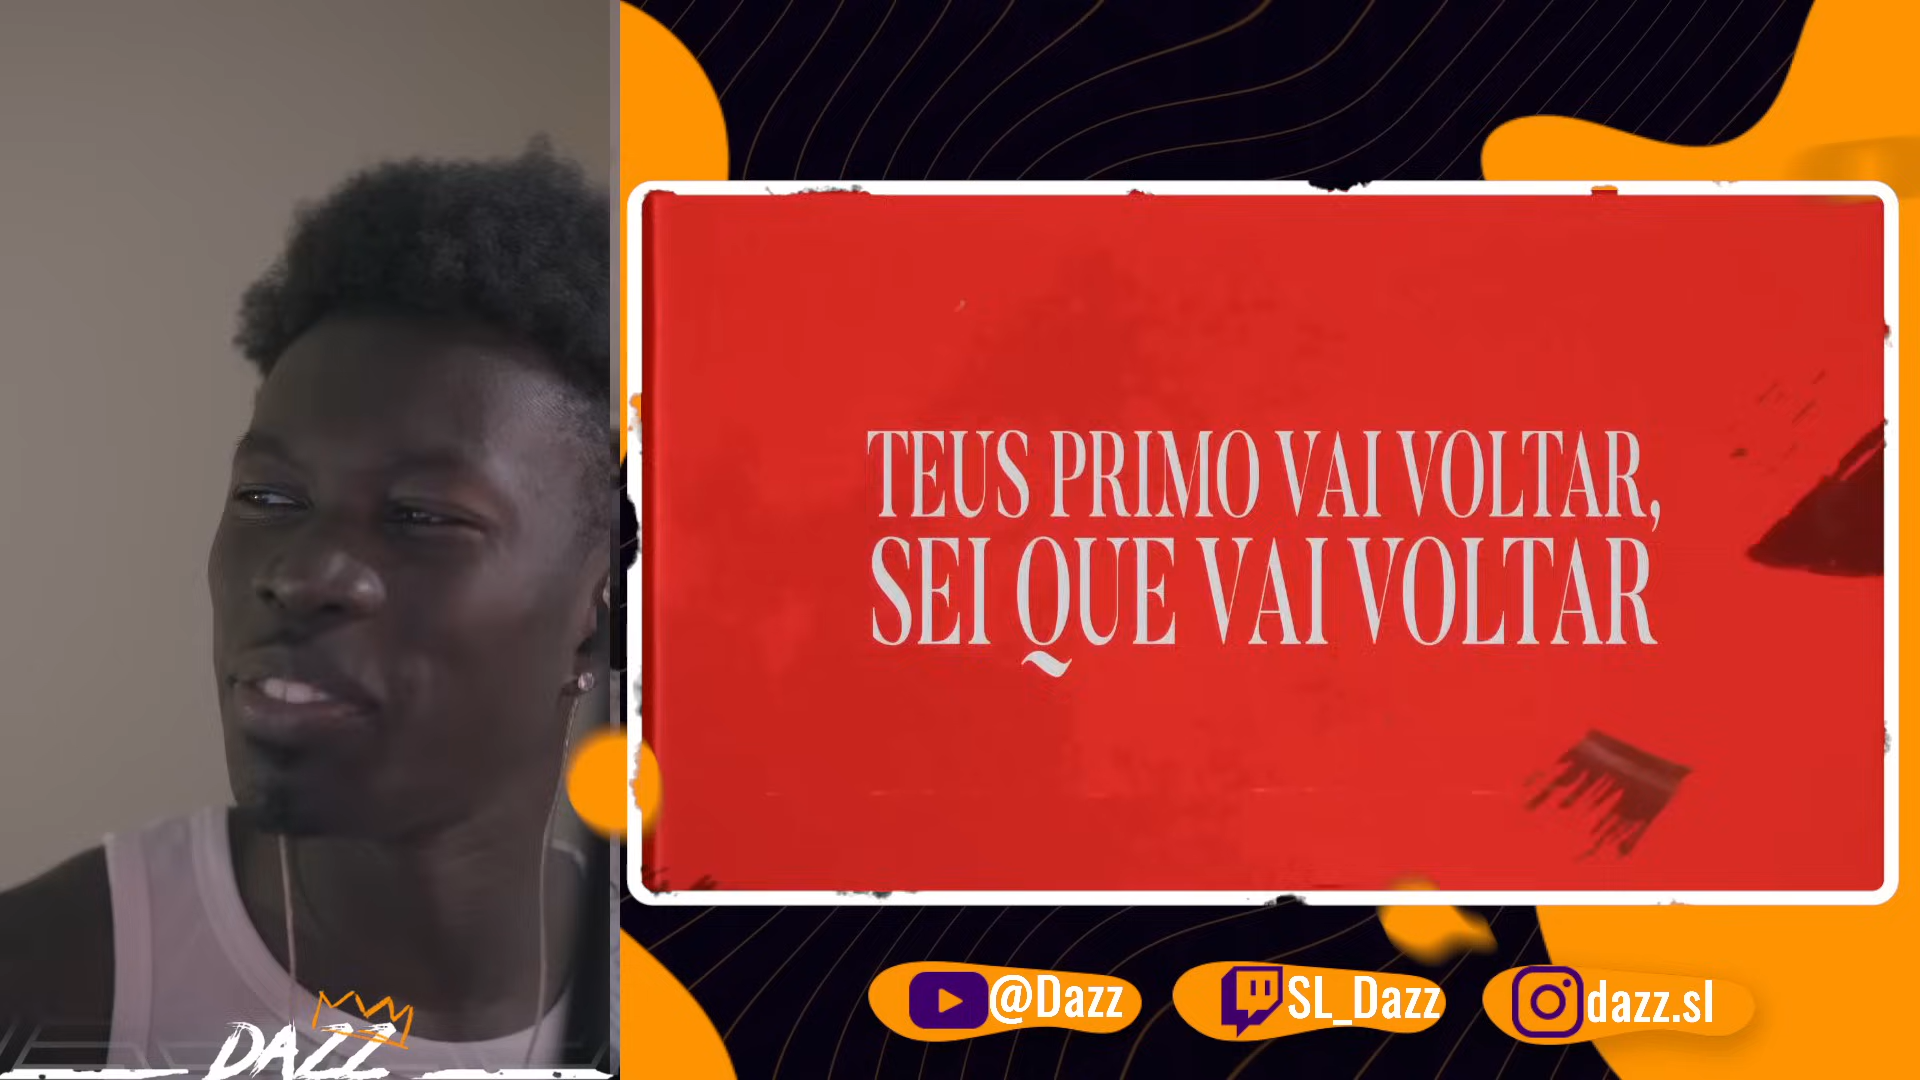 TEUS PRIMO VAI VOLTAR,
SEI QUE VAI VOLTAR
@Dazz
SL_Dazz
dazz.sl
DAZZ